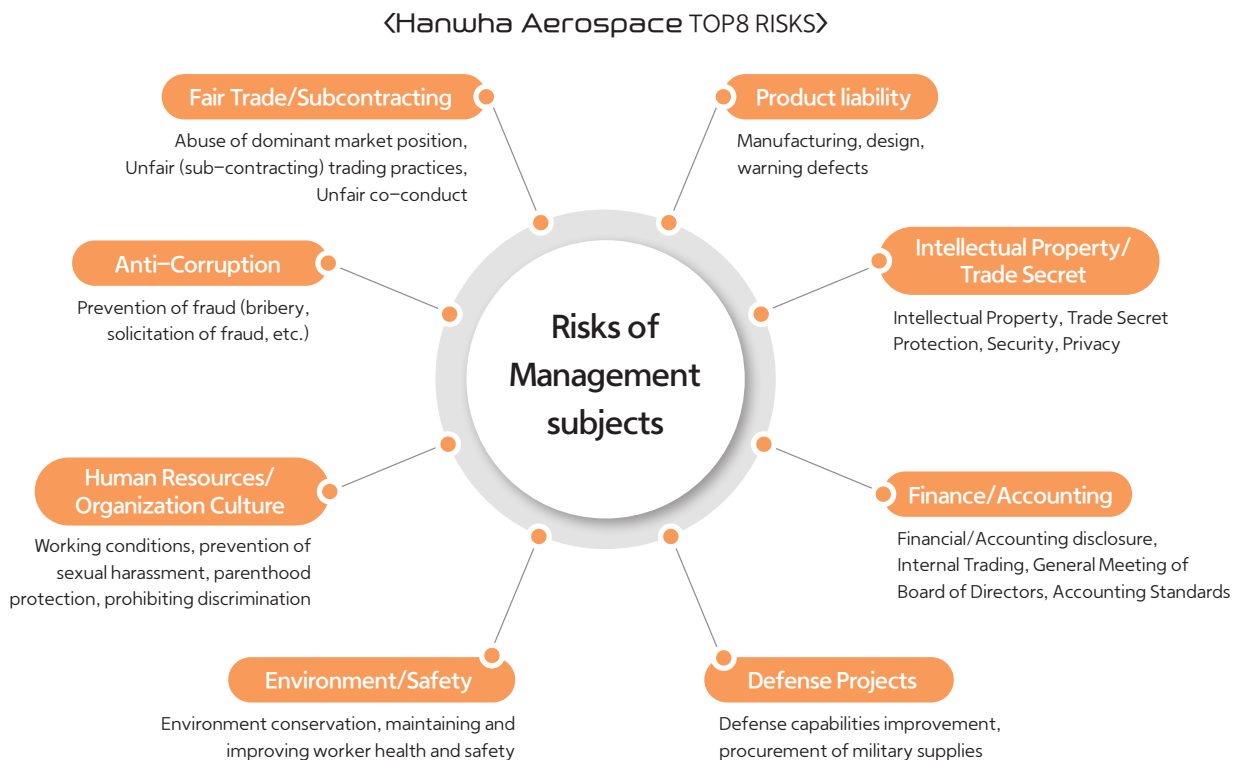 <Hanwha Aerospace TOP8 RISKS>
Fair Trade/Subcontracting
Abuse of dominant market position,
Unfair (sub-contracting) trading practices,
Unfair co-conduct
Product liability
Manufacturing, design,
warning defects
Anti-Corruption
Prevention of fraud (bribery,
solicitation of fraud, etc.)
Intellectual Property/
Trade Secret
Intellectual Property, Trade Secret
Protection, Security, Privacy
Risks of
Management
subjects
Human Resources/
Organization Culture
Working conditions, prevention of
sexual harassment, parenthood
protection, prohibiting discrimination
Finance/Accounting
Financial/Accounting disclosure,
Internal Trading, General Meeting of
Board of Directors, Accounting Standards
Environment/Safety
Environment conservation, maintaining and
improving worker health and safety
Defense Projects
Defense capabilities improvement,
procurement of military supplies